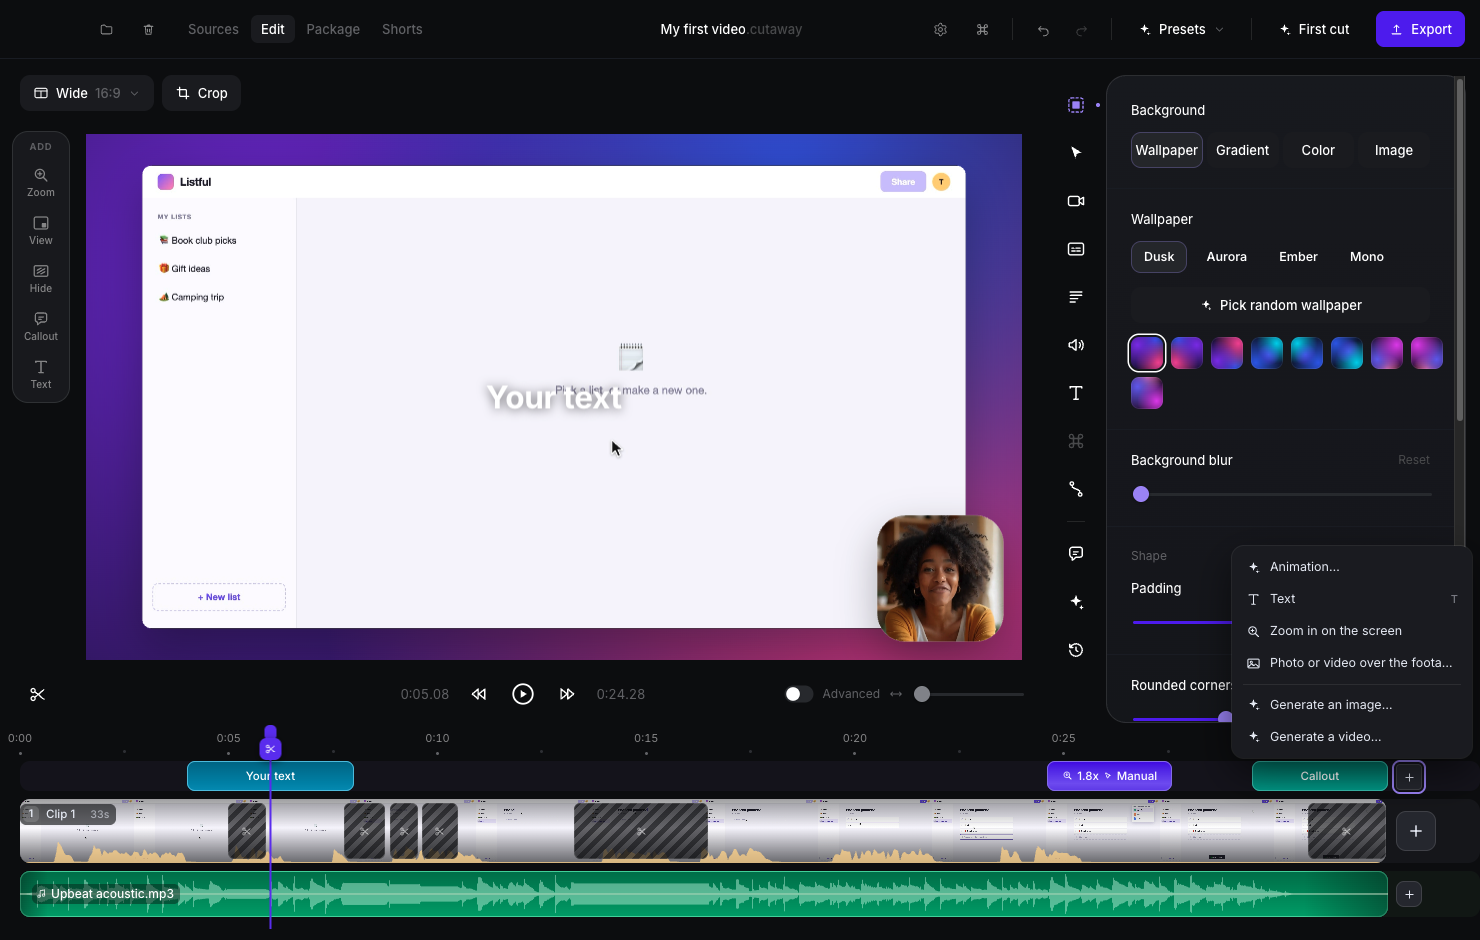 Sources
Edit
Package
Shorts
My first video.cutaway
Presets
First cut
Export
Wide 16:9
Crop
ADD
Zoom
View
Hide
Callout
Text
Listful
Share
T
MY LISTS
Book club picks
Gift ideas
Camping trip
Pick a list, or make a new one.
Your text
+ New list
Background
Wallpaper
Gradient
Color
Image
Wallpaper
Dusk
Aurora
Ember
Mono
Pick random wallpaper
Background blur
Reset
Shape
Padding
Rounded corners
Animation...
Text
T
Zoom in on the screen
Photo or video over the foota...
Generate an image...
Generate a video...
0:05.08
0:24.28
Advanced
0:00
0:05
0:10
0:15
0:20
0:25
Your text
1.8x
Manual
Callout
1 Clip 1 33s
Upbeat acoustic.mp3